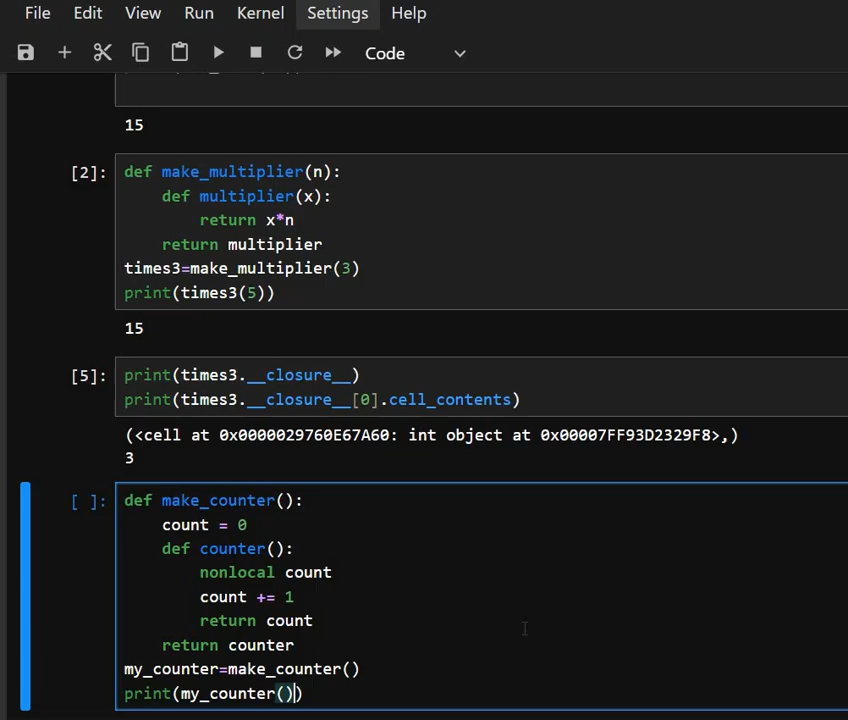 File Edit View Run Kernel Settings Help
Code
15
[2]: def make_multiplier(n):
    def multiplier(x):
        return x*n
    return multiplier
times3=make_multiplier(3)
print(times3(5))
15
[5]: print(times3.__closure__)
print(times3.__closure__[0].cell_contents)
(<cell at 0x0000029760E67A60: int object at 0x00007FF93D2329F8>,)
3
[ ]: def make_counter():
    count = 0
    def counter():
        nonlocal count
        count += 1
        return count
    return counter
my_counter=make_counter()
print(my_counter())